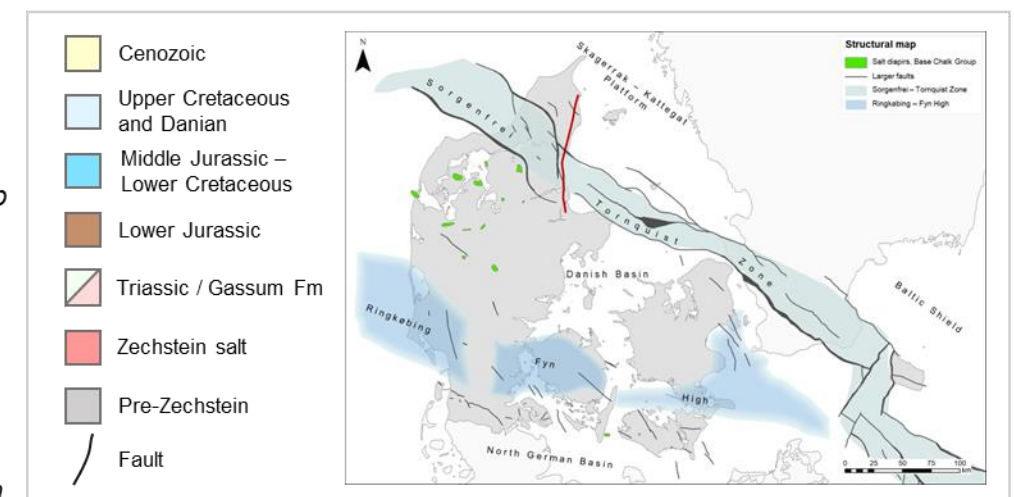 Cenozoic
Upper Cretaceous
and Danian
Middle Jurassic –
Lower Cretaceous
Lower Jurassic
Triassic / Gassum Fm
Zechstein salt
Pre-Zechstein
Fault
N
Skagerrak – Kattegat
Platform
Structural map
Salt diapirs, Base Chalk Group
Larger faults
Sorgenfrei – Tornquist Zone
Ringkøbing – Fyn High
Sorgenfrei
Tornquist
Zone
Danish Basin
Baltic Shield
Ringkøbing
Fyn
High
North German Basin
0 25 50 75 100
km